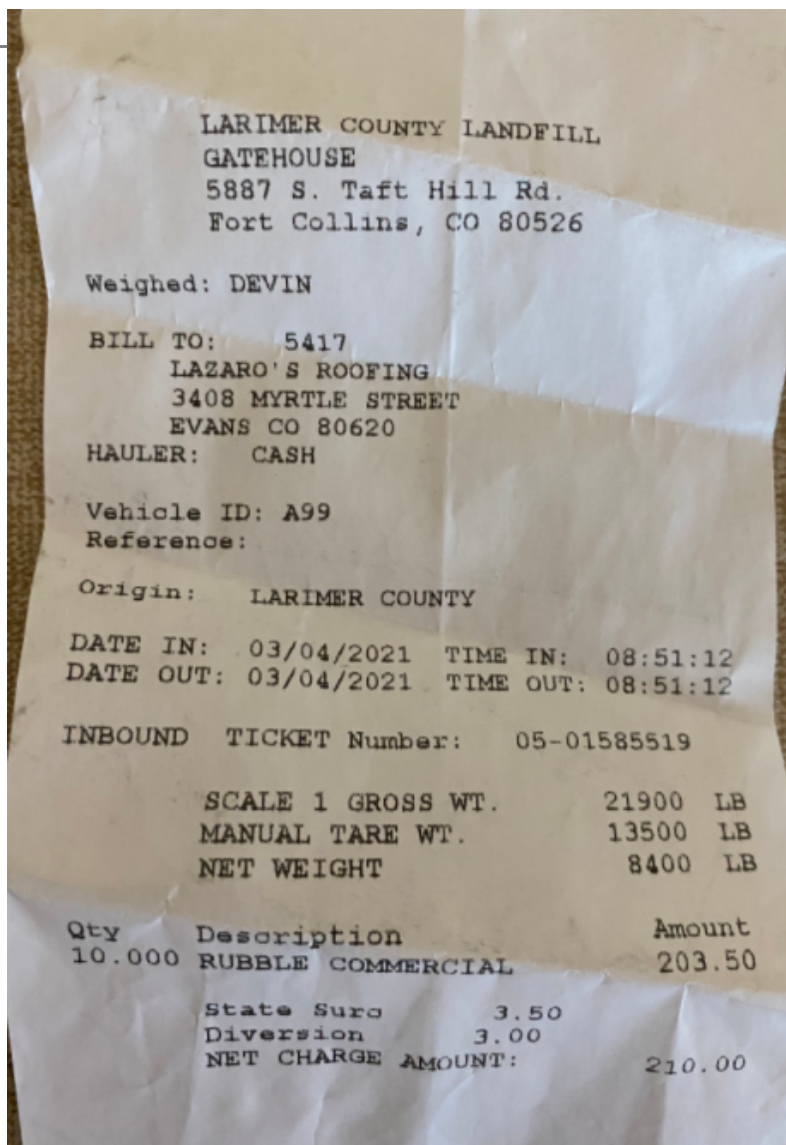 LARIMER COUNTY LANDFILL
GATEHOUSE
5887 S. Taft Hill Rd.
Fort Collins, CO 80526
Weighed: DEVIN
BILL TO: 5417
LAZARO'S ROOFING
3408 MYRTLE STREET
EVANS CO 80620
HAULER: CASH
Vehicle ID: A99
Reference:
Origin: LARIMER COUNTY
DATE IN: 03/04/2021 TIME IN: 08:51:12
DATE OUT: 03/04/2021 TIME OUT: 08:51:12
INBOUND TICKET Number: 05-01585519
SCALE 1 GROSS WT. 21900 LB
MANUAL TARE WT. 13500 LB
NET WEIGHT 8400 LB
Qty Description Amount
10.000 RUBBLE COMMERCIAL 203.50
State Surc 3.50
Diversion 3.00
NET CHARGE AMOUNT: 210.00